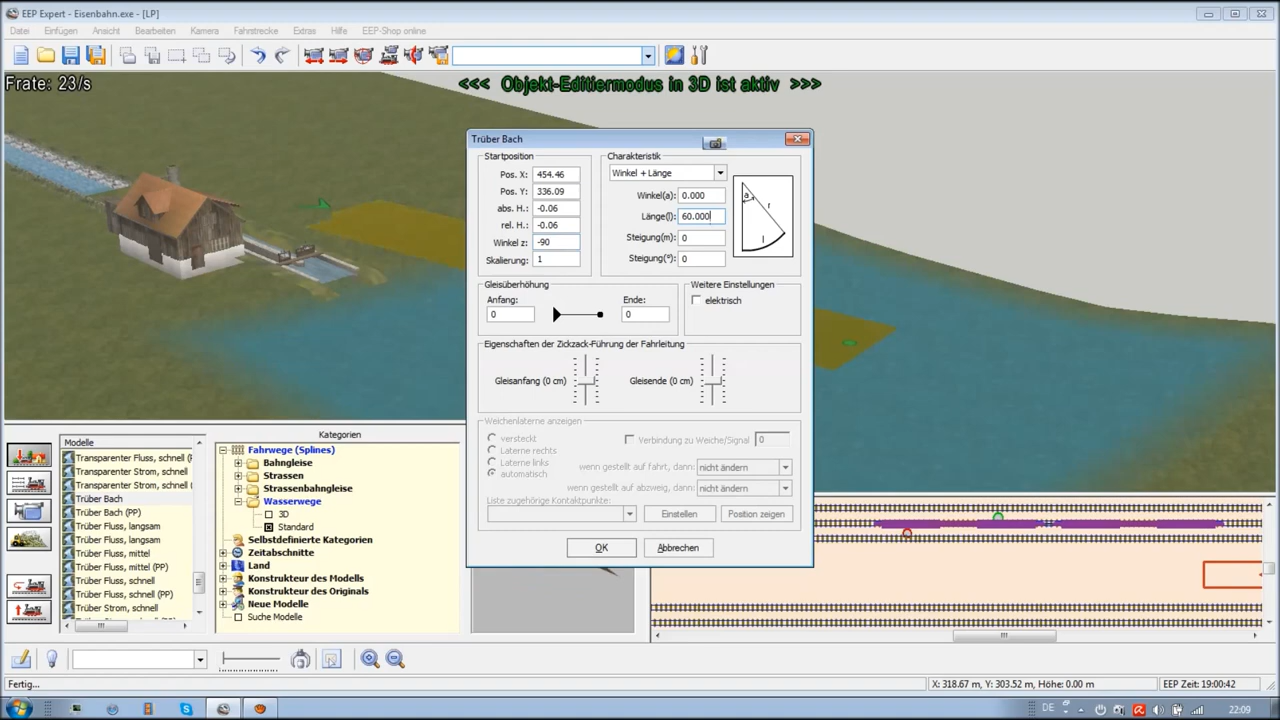 EEP Expert - Eisenbahn.exe - [LP]
Datei Einfügen Ansicht Bearbeiten Kamera Fahrstrecke Extras Hilfe EEP-Shop online
Frate: 23/s
<<< Objekt-Editiermodus in 3D ist aktiv >>>
Trüber Bach
Startposition
Pos. X: 454.46
Pos. Y: 336.09
abs. H.: -0.06
rel. H.: -0.06
Winkel z: -90
Skalierung: 1
Charakteristik
Winkel + Länge
Winkel(a): 0.000
Länge(l): 60.000
Steigung(m): 0
Steigung(°): 0
a
r
l
Gleisüberhöhung
Anfang: Ende:
0 0
Weitere Einstellungen
elektrisch
Eigenschaften der Zickzack-Führung der Fahrleitung
Gleisanfang (0 cm) Gleisende (0 cm)
Weichenlaterne anzeigen
versteckt
Laterne rechts
Laterne links
automatisch
Verbindung zu Weiche/Signal 0
wenn gestellt auf fahrt, dann: nicht ändern
wenn gestellt auf abzweig, dann: nicht ändern
Liste zugehörige Kontaktpunkte:
Einstellen Position zeigen
OK Abbrechen
Modelle
Transparenter Fluss, schnell (
Transparenter Strom, schnell
Transparenter Strom, schnell (
Trüber Bach
Trüber Bach (PP)
Trüber Fluss, langsam
Trüber Fluss, langsam
Trüber Fluss, mittel
Trüber Fluss, mittel (PP)
Trüber Fluss, schnell
Trüber Fluss, schnell (PP)
Trüber Strom, schnell
Kategorien
Fahrwege (Splines)
Bahngleise
Strassen
Strassenbahngleise
Wasserwege
3D
Standard
Selbstdefinierte Kategorien
Zeitabschnitte
Land
Konstrukteur des Modells
Konstrukteur des Originals
Neue Modelle
Suche Modelle
Fertig...
X: 318.67 m, Y: 303.52 m, Höhe: 0.00 m
EEP Zeit: 19:00:42
DE
22:09